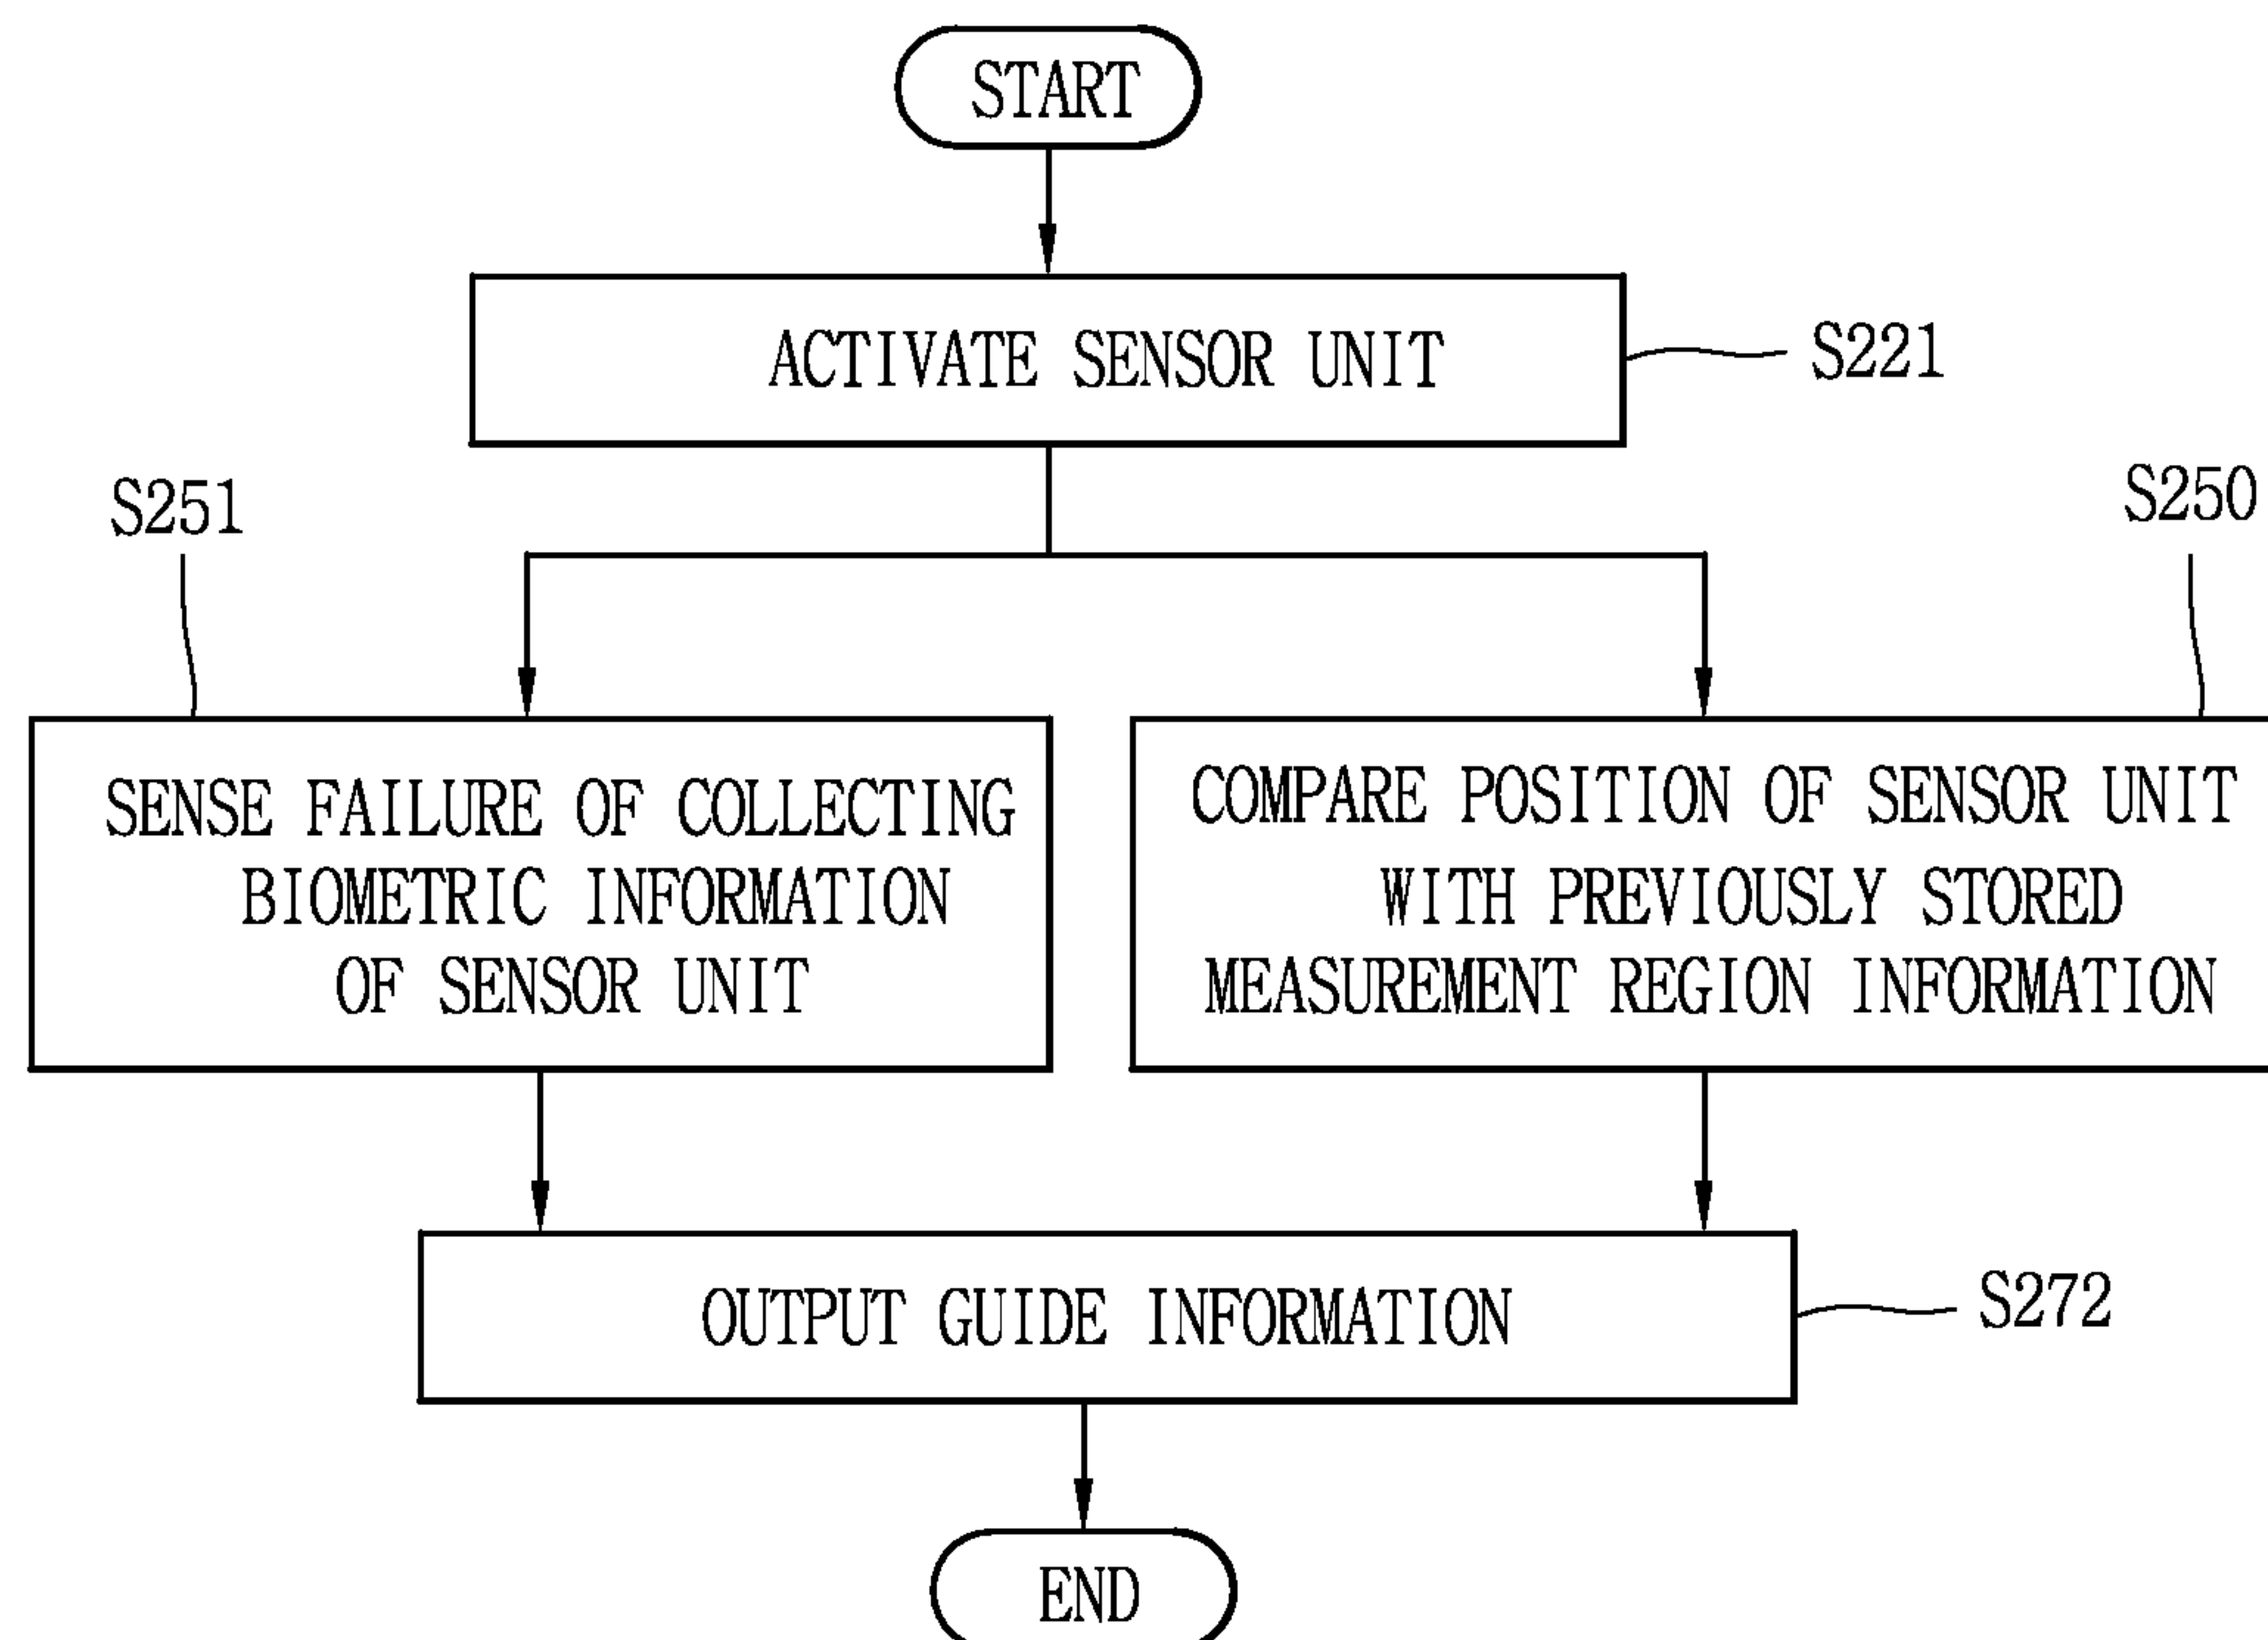 START
ACTIVATE SENSOR UNIT
S221
S251
S250
SENSE FAILURE OF COLLECTING
BIOMETRIC INFORMATION
OF SENSOR UNIT
COMPARE POSITION OF SENSOR UNIT
WITH PREVIOUSLY STORED
MEASUREMENT REGION INFORMATION
OUTPUT GUIDE INFORMATION
S272
END